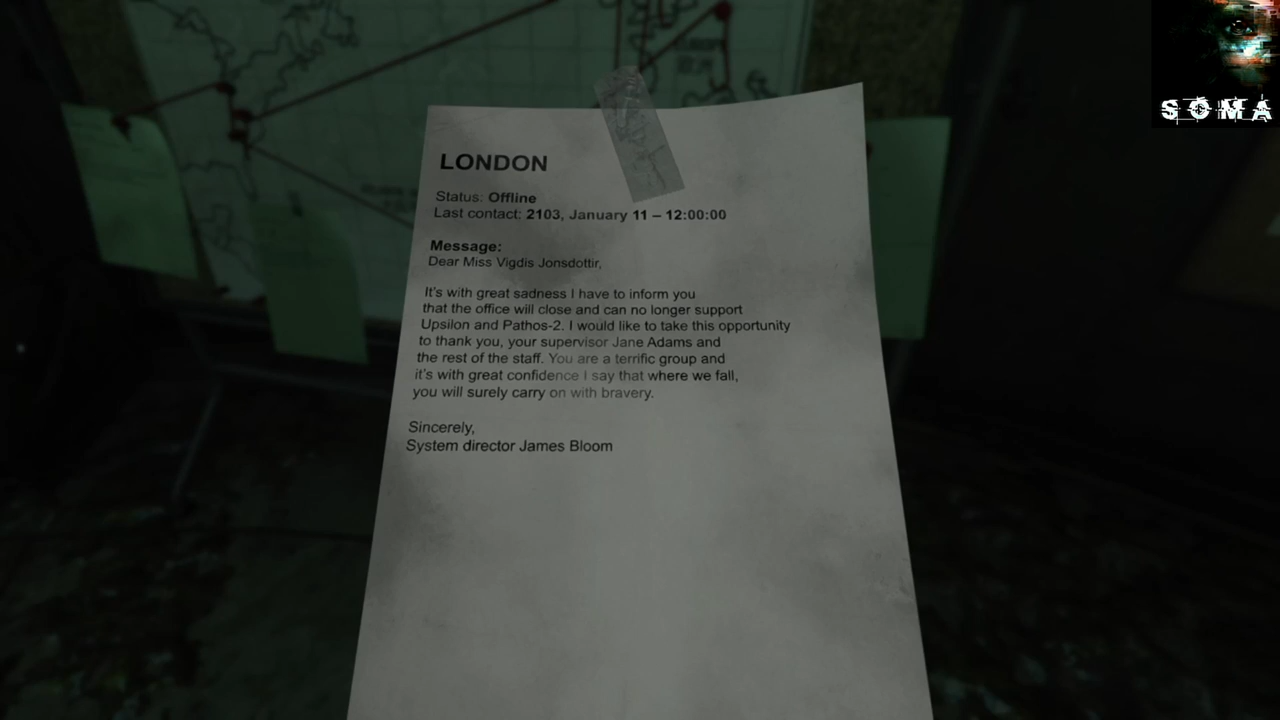 SOMA
LONDON
Status: Offline
Last contact: 2103, January 11 – 12:00:00
Message:
Dear Miss Vigdis Jonsdottir,
It's with great sadness I have to inform you
that the office will close and can no longer support
Upsilon and Pathos-2. I would like to take this opportunity
to thank you, your supervisor Jane Adams and
the rest of the staff. You are a terrific group and
it's with great confidence I say that where we fall,
you will surely carry on with bravery.
Sincerely,
System director James Bloom